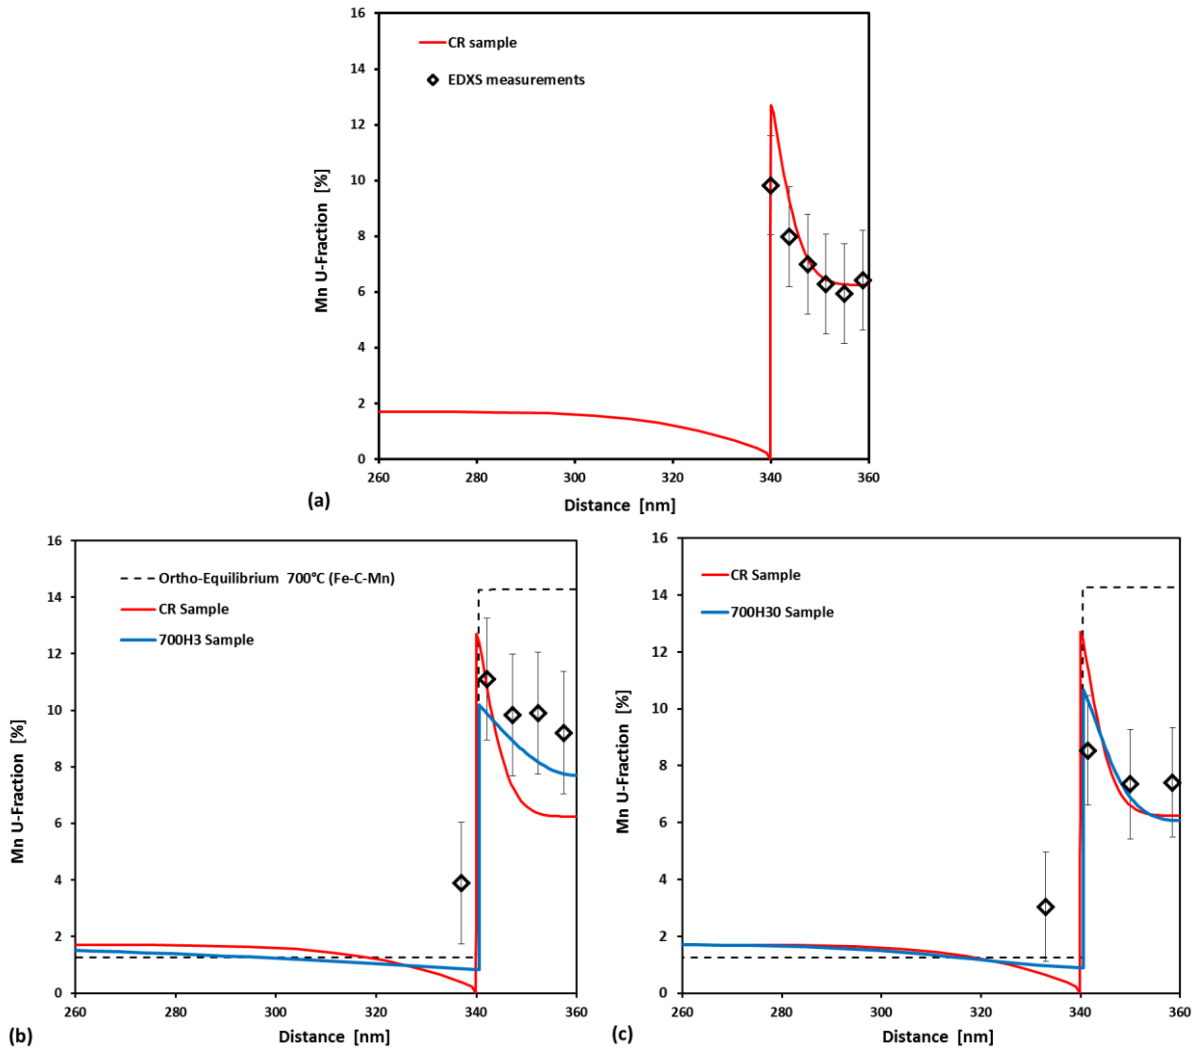 16
14
12
10
8
6
4
2
0
Mn U-Fraction [%]
CR sample
EDXS measurements
260
280
300
320
340
360
Distance [nm]
(a)
16
14
12
10
8
6
4
2
0
Mn U-Fraction [%]
Ortho-Equilibrium 700°C (Fe-C-Mn)
CR Sample
700H3 Sample
260
280
300
320
340
360
Distance [nm]
(b)
16
14
12
10
8
6
4
2
0
Mn U-Fraction [%]
CR Sample
700H30 Sample
260
280
300
320
340
360
Distance [nm]
(c)